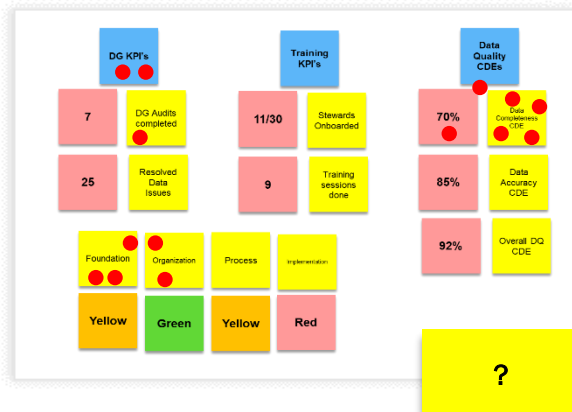 DG KPI's
Training
KPI's
Data
Quality
CDEs
7
DG Audits
completed
11/30
Stewards
Onboarded
70%
Data
Completeness
CDE
25
Resolved
Data
Issues
9
Training
sessions
done
85%
Data
Accuracy
CDE
92%
Overall DQ
CDE
Foundation
Organization
Process
Implementation
Yellow
Green
Yellow
Red
?